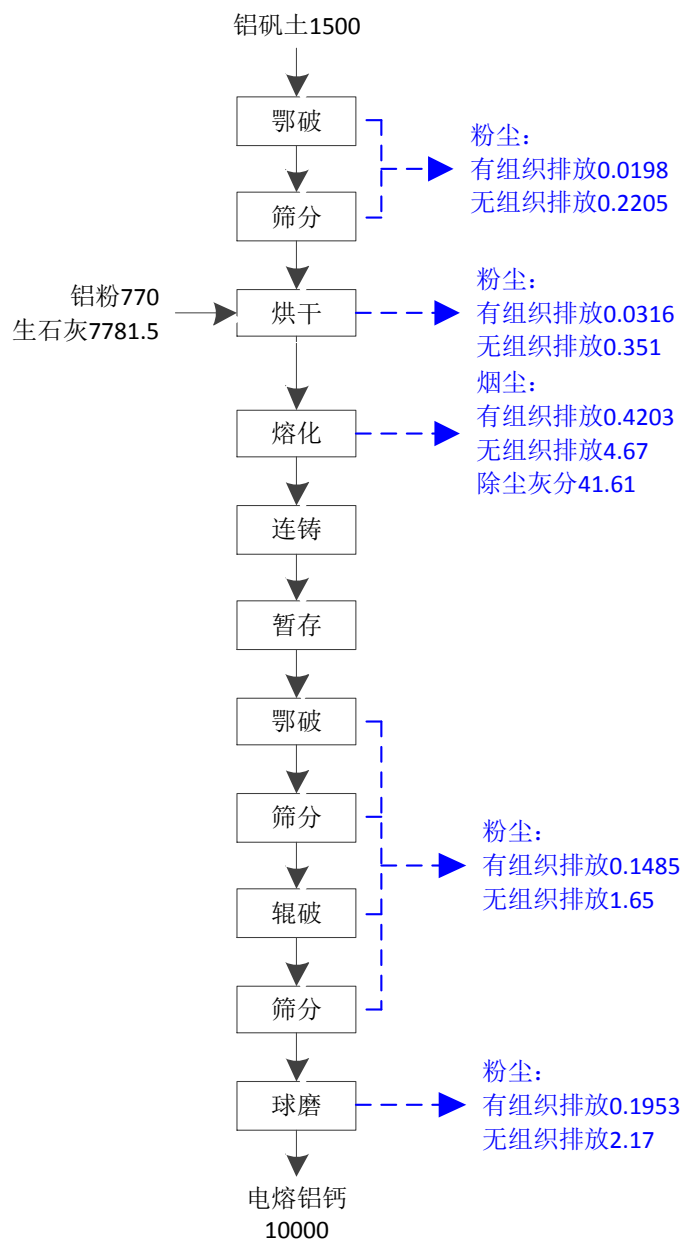 铝矾土1500
鄂破
筛分
粉尘：
有组织排放0.0198
无组织排放0.2205
铝粉770
生石灰7781.5
烘干
粉尘：
有组织排放0.0316
无组织排放0.351
熔化
烟尘：
有组织排放0.4203
无组织排放4.67
除尘灰分41.61
连铸
暂存
鄂破
筛分
辊破
筛分
粉尘：
有组织排放0.1485
无组织排放1.65
球磨
粉尘：
有组织排放0.1953
无组织排放2.17
电熔铝钙
10000